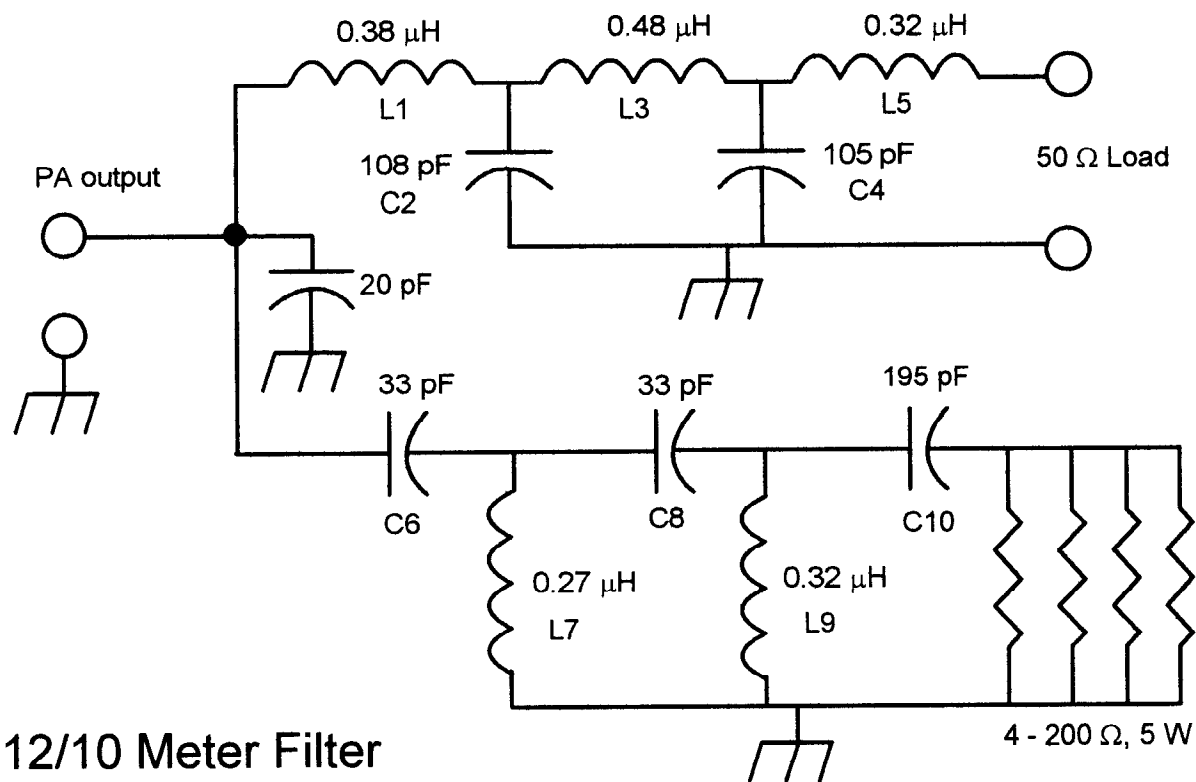 0.38 μH
0.48 μH
0.32 μH
L1
L3
L5
108 pF
C2
105 pF
C4
50 Ω Load
PA output
20 pF
33 pF
33 pF
195 pF
C6
C8
C10
0.27 μH
L7
0.32 μH
L9
4 - 200 Ω, 5 W
12/10 Meter Filter